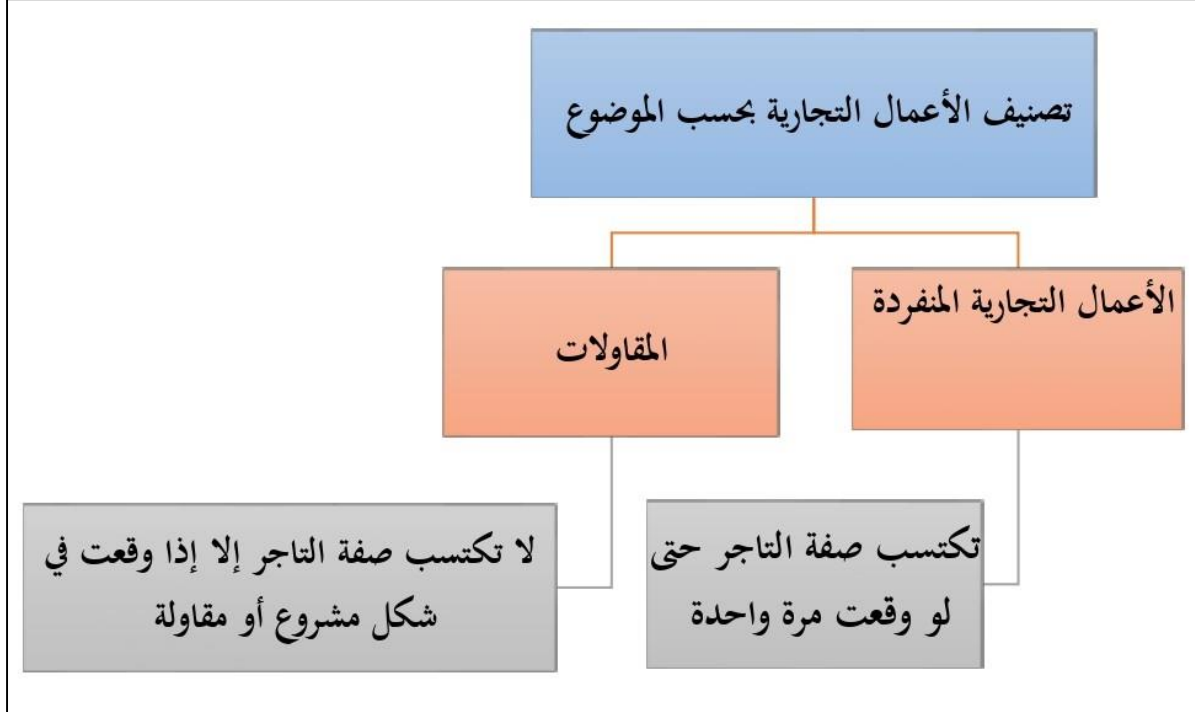 تصنيف الأعمال التجارية بحسب الموضوع
الأعمال التجارية المنفردة
المقاولات
تكتسب صفة التاجر حتى
لو وقعت مرة واحدة
لا تكتسب صفة التاجر إلا إذا وقعت في
شكل مشروع أو مقاولة